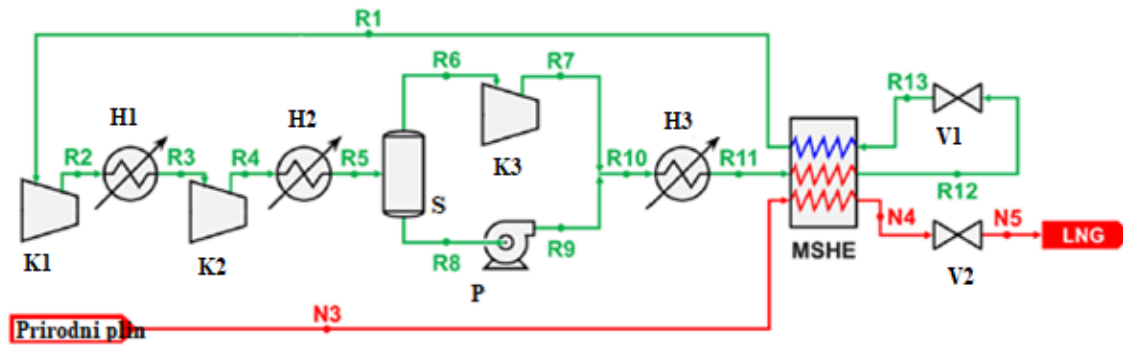 R1
R6
R7
R13
H1
H2
H3
V1
R2
R3
R4
R5
K3
R10
R11
R12
S
N4
N5
LNG
K1
K2
R8
R9
MSHE
V2
P
N3
Prirodni plin